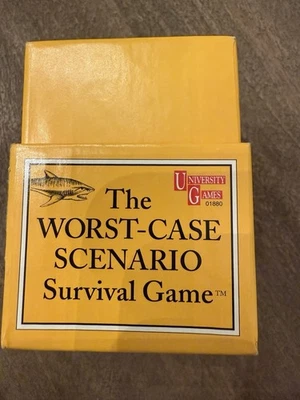 UNIVERSITY
GAMES
01880
The
WORST-CASE
SCENARIO
Survival Game™